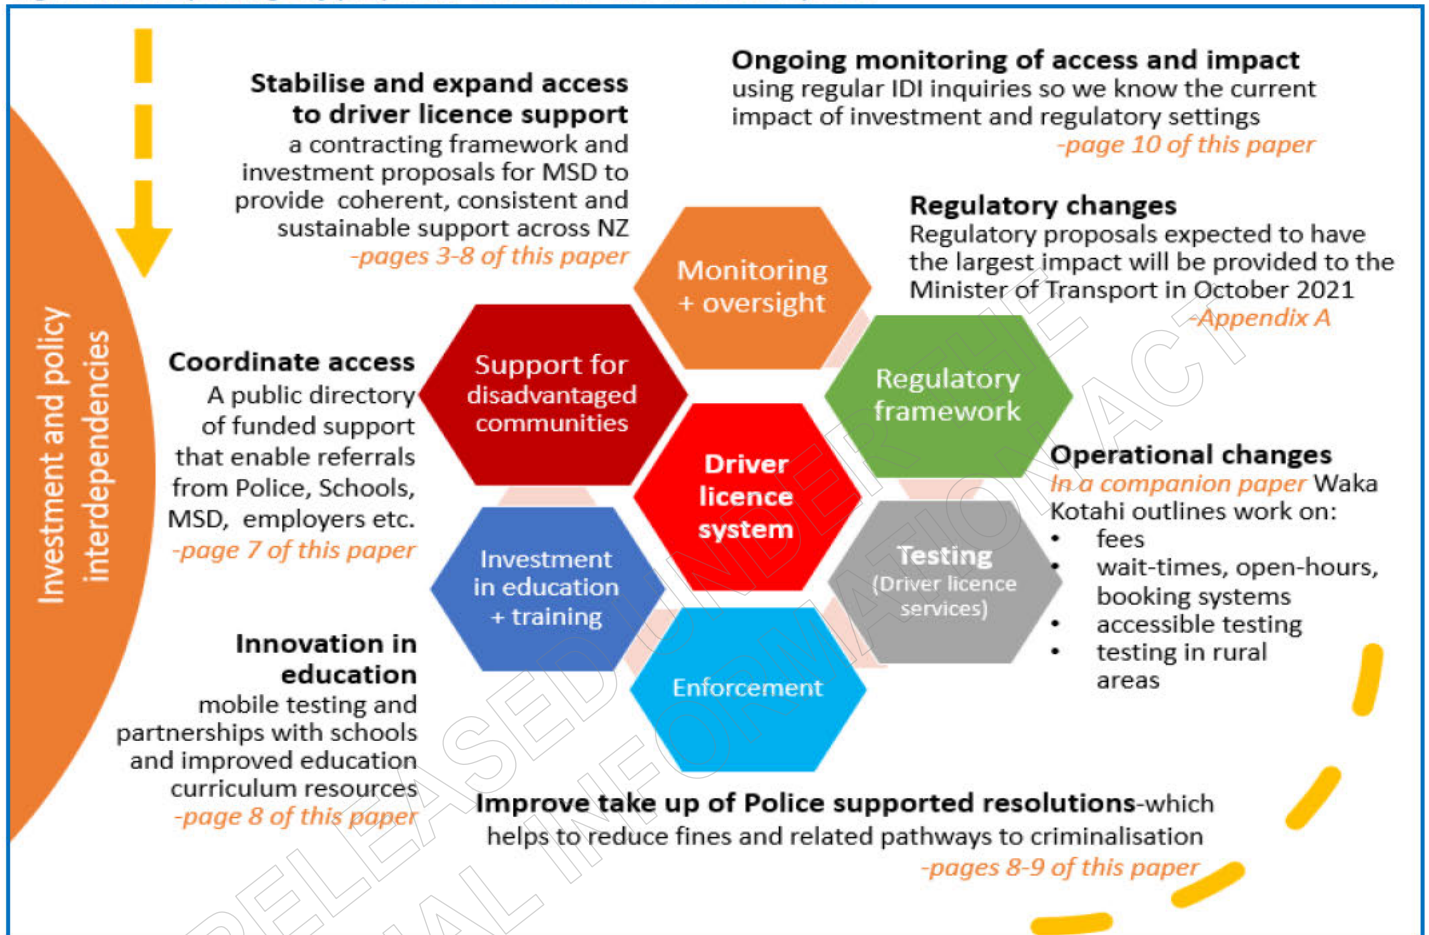 Stabilise and expand access
to driver licence support
a contracting framework and
investment proposals for MSD to
provide coherent, consistent and
sustainable support across NZ
-pages 3-8 of this paper
Ongoing monitoring of access and impact
using regular IDI inquiries so we know the current
impact of investment and regulatory settings
-page 10 of this paper
Regulatory changes
Regulatory proposals expected to have
the largest impact will be provided to the
Minister of Transport in October 2021
-Appendix A
Monitoring
+ oversight
Support for
disadvantaged
communities
Regulatory
framework
Driver
licence
system
Investment
in education
+ training
Testing
(Driver licence
services)
Enforcement
Investment and policy
interdependencies
Coordinate access
A public directory
of funded support
that enable referrals
from Police, Schools,
MSD, employers etc.
-page 7 of this paper
Operational changes
In a companion paper Waka
Kotahi outlines work on:
• fees
• wait-times, open-hours,
booking systems
• accessible testing
• testing in rural
areas
Innovation in
education
mobile testing and
partnerships with schools
and improved education
curriculum resources
-page 8 of this paper
Improve take up of Police supported resolutions-which
helps to reduce fines and related pathways to criminalisation
-pages 8-9 of this paper
RELEASED UNDER THE
INFORMATION ACT